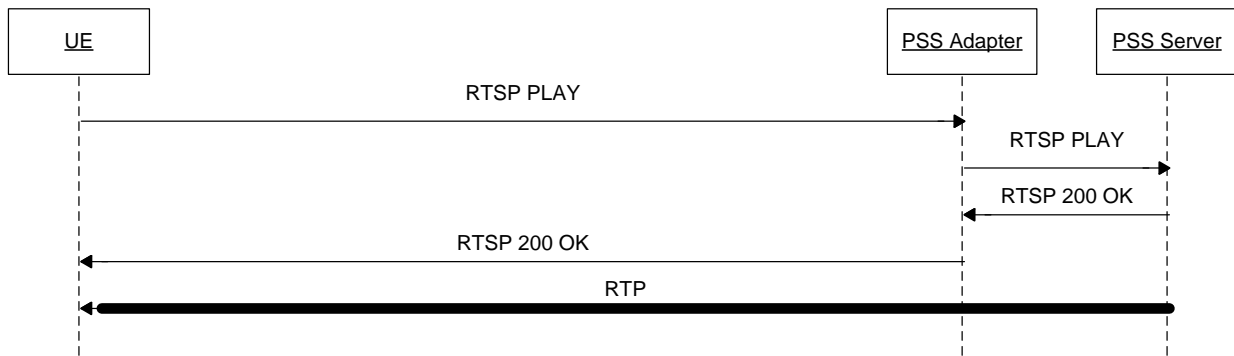 UE
PSS Adapter
PSS Server
RTSP PLAY
RTSP PLAY
RTSP 200 OK
RTSP 200 OK
RTP